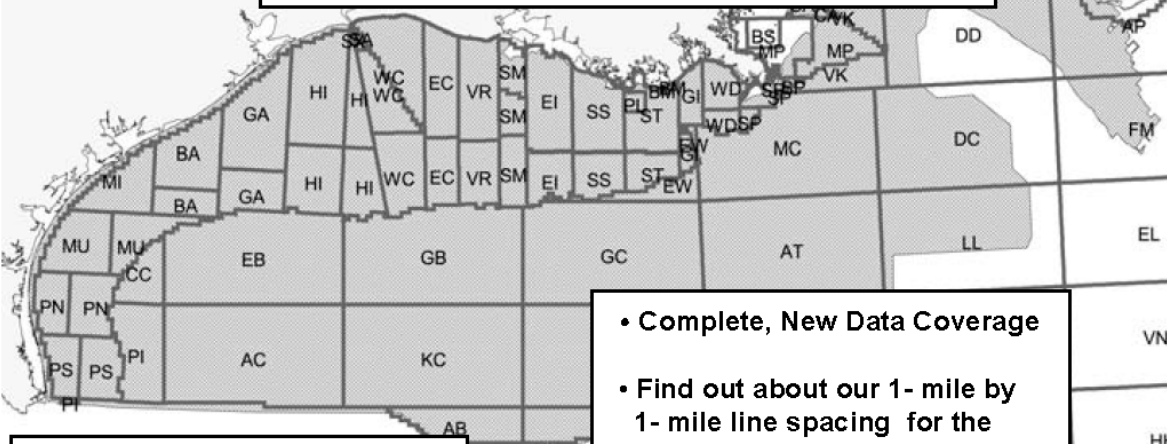 BS
MP
VK
DD
AP
HI
WC
WC
EC
VR
SM
EI
SS
PL
BM
ST
GI
WD
MP
VK
GA
HI
SM
SP
WD
SP
FM
BA
MC
DC
MI
GA
HI
HI
WC
EC
VR
SM
EI
SS
ST
EW
BA
MU
MU
CC
EB
GB
GC
AT
LL
EL
PN
PN
• Complete, New Data Coverage
PI
AC
KC
VN
PS
PS
• Find out about our 1- mile by
1- mile line spacing for the
PI
AB